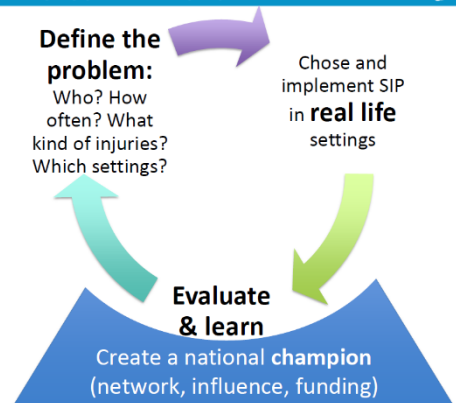 Define the
problem:
Who? How
often? What
kind of injuries?
Which settings?
Chose and
implement SIP
in real life
settings
Evaluate
& learn
Create a national champion
(network, influence, funding)